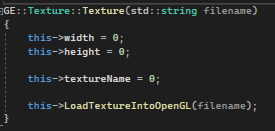 GE::Texture::Texture(std::string filename)
{
this->width = 0;
this->height = 0;
this->textureName = 0;
this->LoadTextureIntoOpenGL(filename);
}